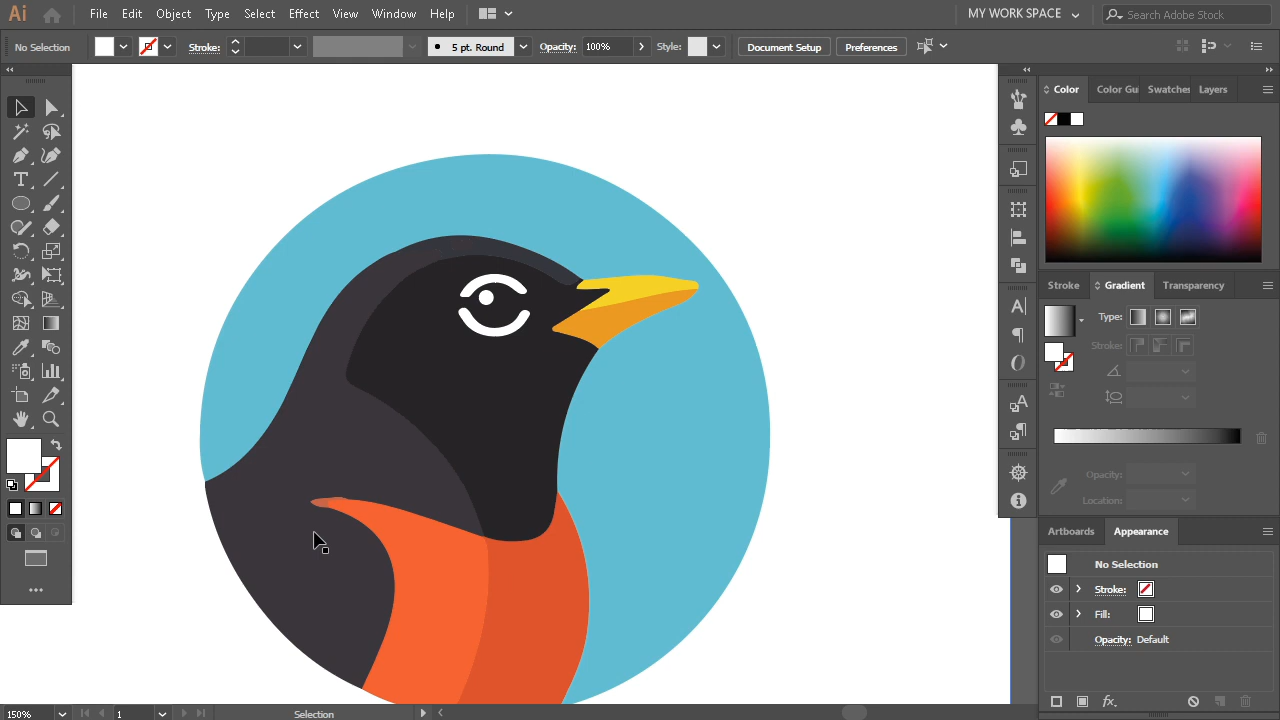 Ai File Edit Object Type Select Effect View Window Help MY WORK SPACE Search Adobe Stock
No Selection Stroke: 5 pt. Round Opacity: 100% Style: Document Setup Preferences
Color Color Gu Swatches Layers
Stroke Gradient Transparency
Type:
Stroke:
Opacity:
Location:
Artboards Appearance
No Selection
Stroke:
Fill:
Opacity: Default
150% 1 Selection